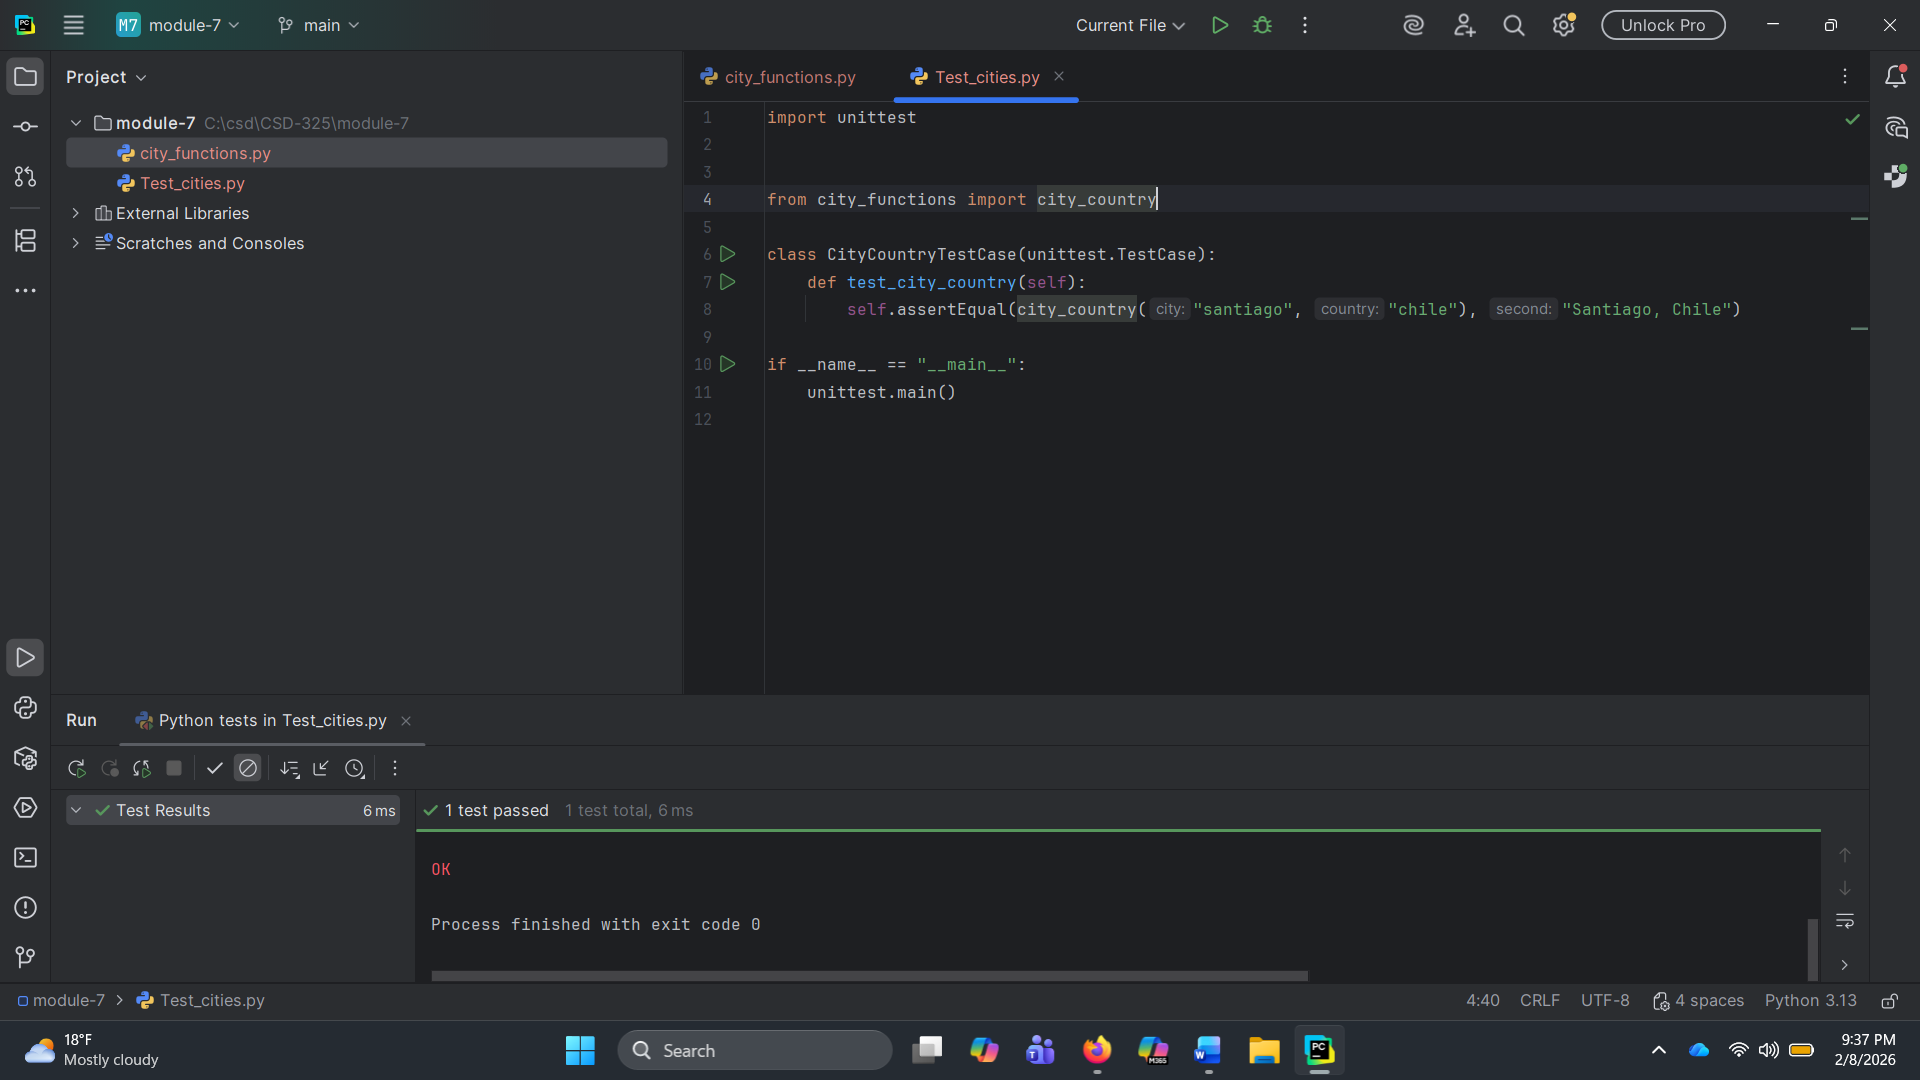 M7 module-7 main Current File Unlock Pro
Project
module-7 C:\csd\CSD-325\module-7
city_functions.py
Test_cities.py
External Libraries
Scratches and Consoles
city_functions.py Test_cities.py
1 import unittest
2
3
4 from city_functions import city_country
5
6 class CityCountryTestCase(unittest.TestCase):
7 def test_city_country(self):
8 self.assertEqual(city_country( city: "santiago", country: "chile"), second: "Santiago, Chile")
9
10 if __name__ == "__main__":
11 unittest.main()
12
Run Python tests in Test_cities.py
Test Results 6 ms
1 test passed 1 test total, 6 ms
OK
Process finished with exit code 0
module-7 > Test_cities.py 4:40 CRLF UTF-8 4 spaces Python 3.13
18°F
Mostly cloudy
Search
9:37 PM
2/8/2026